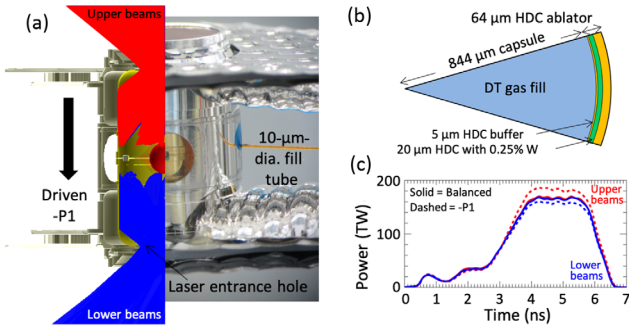 (a)
Upper beams
Driven
-P1
10-µm-
dia. fill
tube
Laser entrance hole
Lower beams
(b)
64 µm HDC ablator
844 µm capsule
DT gas fill
5 µm HDC buffer
20 µm HDC with 0.25% W
(c)
200
100
0
Power (TW)
Solid = Balanced
Dashed = -P1
Upper
beams
Lower
beams
0 1 2 3 4 5 6 7
Time (ns)